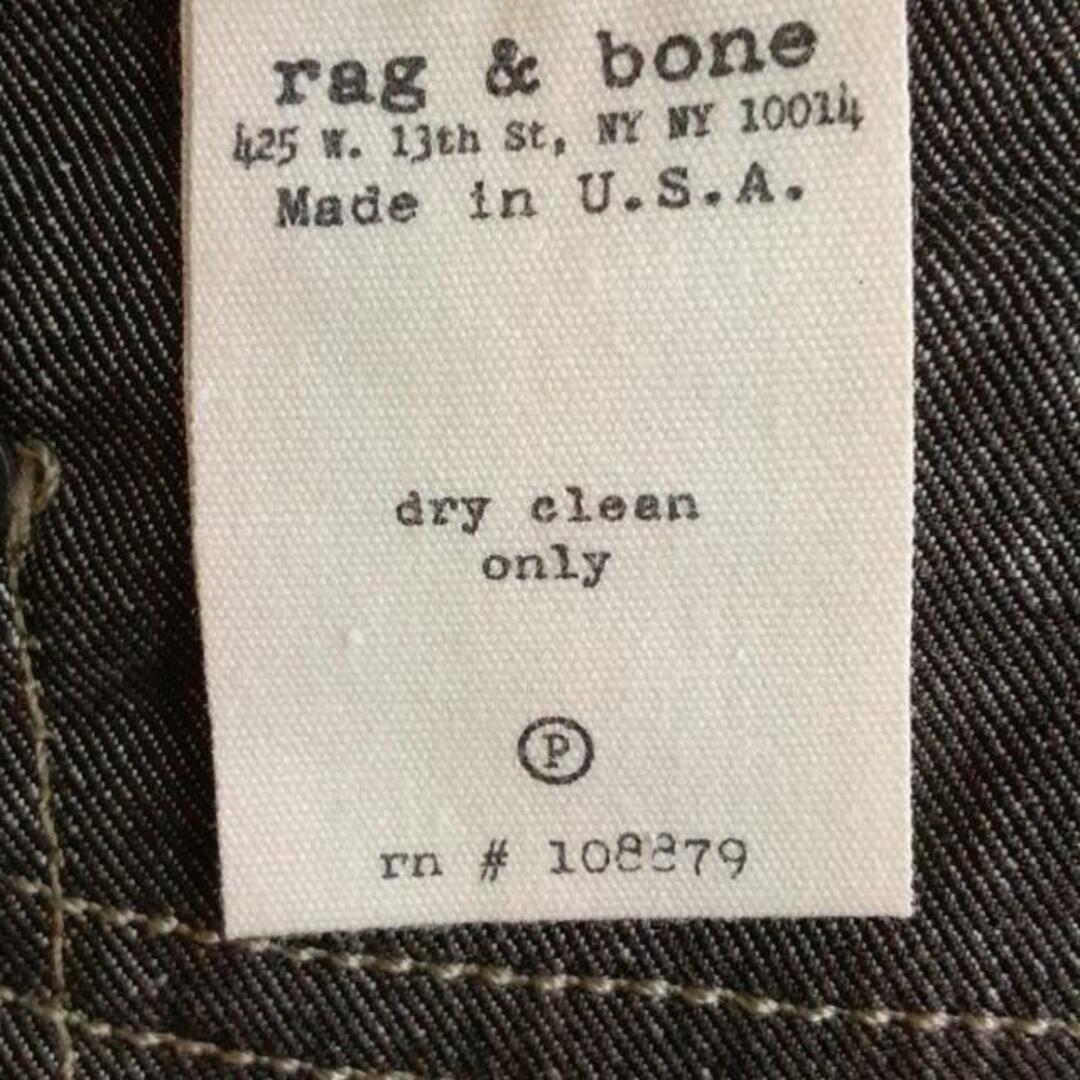 rag & bone
425 W. 13th St, NY NY 10014
Made in U.S.A.
dry clean
only
P
rn # 108879